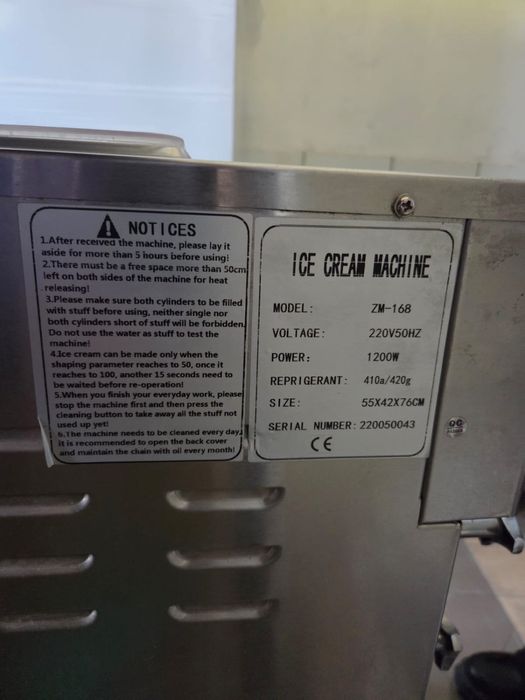 NOTICES
1.After received the machine, please lay it
aside for more than 5 hours before using!
2.There must be a free space more than 50cm
left on both sides of the machine for heat
releasing!
3.Please make sure both cylinders to be filled
with stuff before using, neither single nor
both cylinders short of stuff will be forbidden.
Do not use the water as stuff to test the
machine!
4.Ice cream can be made only when the
shaping parameter reaches to 50, once it
reaches to 100, another 15 seconds need to
be waited before re-operation!
5.When you finish your everyday work, please
stop the machine first and then press the
cleaning button to take away all the stuff not
used up yet!
6.The machine needs to be cleaned every day,
it is recommended to open the back cover
and maintain the chain with oil every month!
ICE CREAM MACHINE
MODEL: ZM-168
VOLTAGE: 220V50HZ
POWER: 1200W
REPRIGERANT: 410a/420g
SIZE: 55X42X76CM
SERIAL NUMBER: 220050043
CE